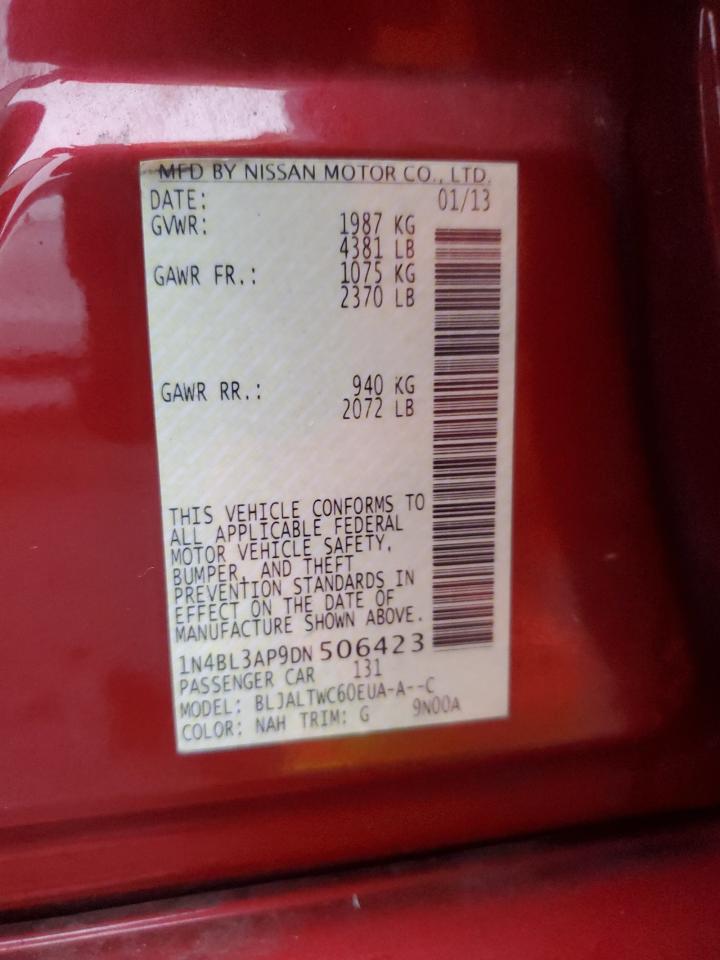 MFD BY NISSAN MOTOR CO., LTD.
DATE: 01/13
GVWR: 1987 KG
4381 LB
GAWR FR.: 1075 KG
2370 LB
GAWR RR.: 940 KG
2072 LB
THIS VEHICLE CONFORMS TO
ALL APPLICABLE FEDERAL
MOTOR VEHICLE SAFETY,
BUMPER, AND THEFT
PREVENTION STANDARDS IN
EFFECT ON THE DATE OF
MANUFACTURE SHOWN ABOVE.
1N4BL3AP9DN 506423
PASSENGER CAR 131
MODEL: BLJALTWC60EUA-A--C
COLOR: NAH TRIM: G 9N00A